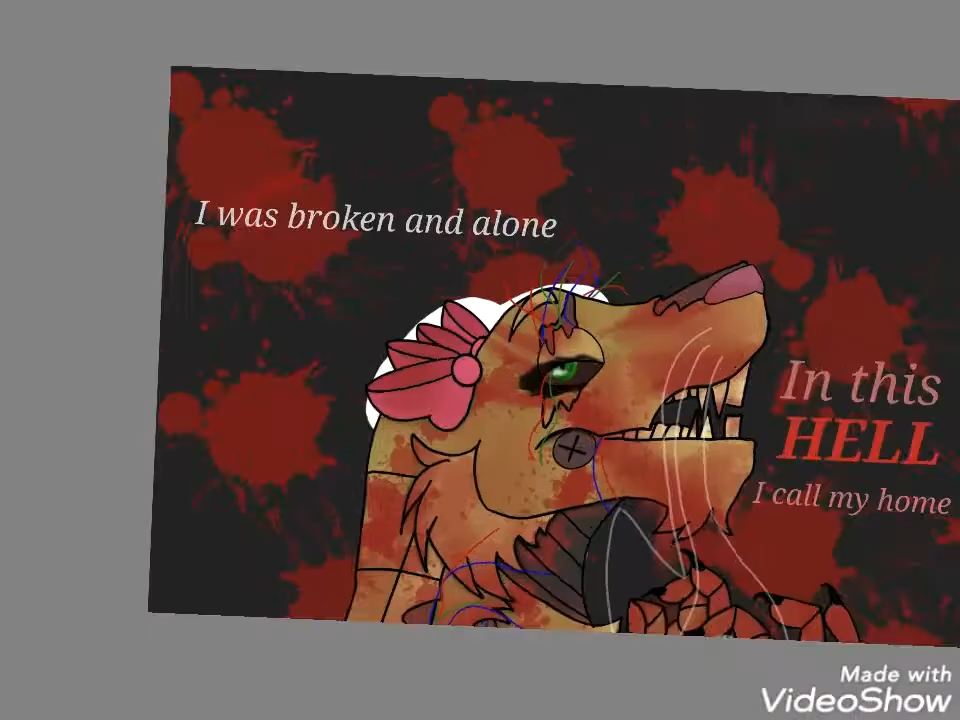 I was broken and alone
In this
HELL
I call my home
Made with
VideoShow